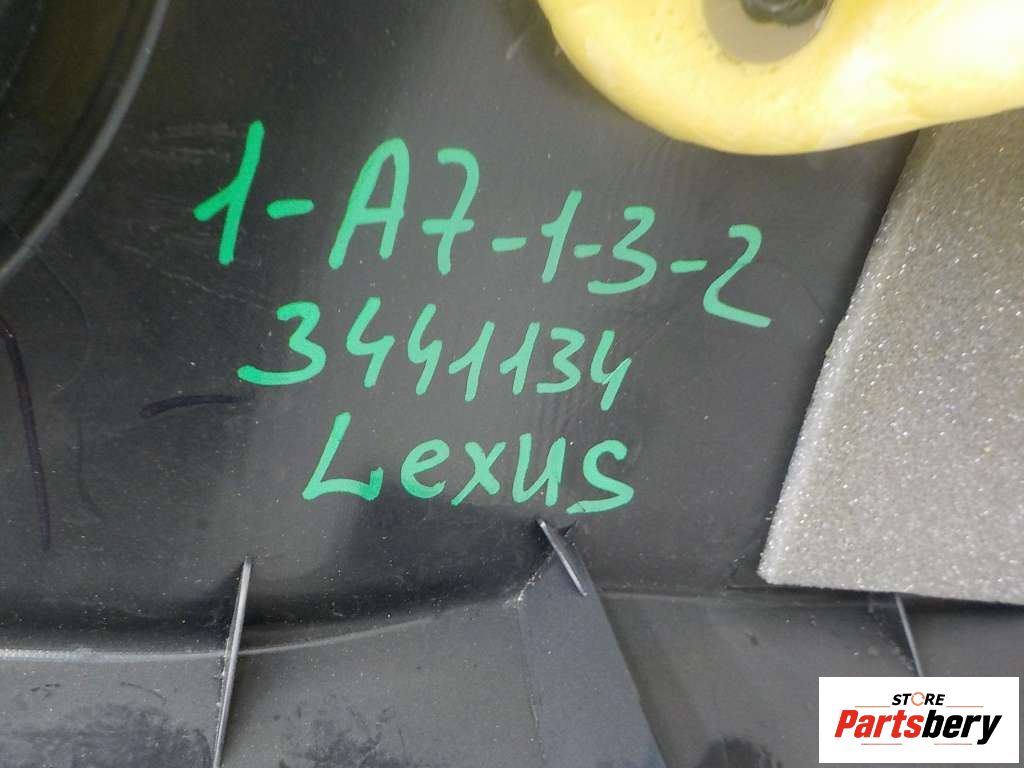 1-A7-1-3-2
3441134
Lexus
STORE
Partsbery